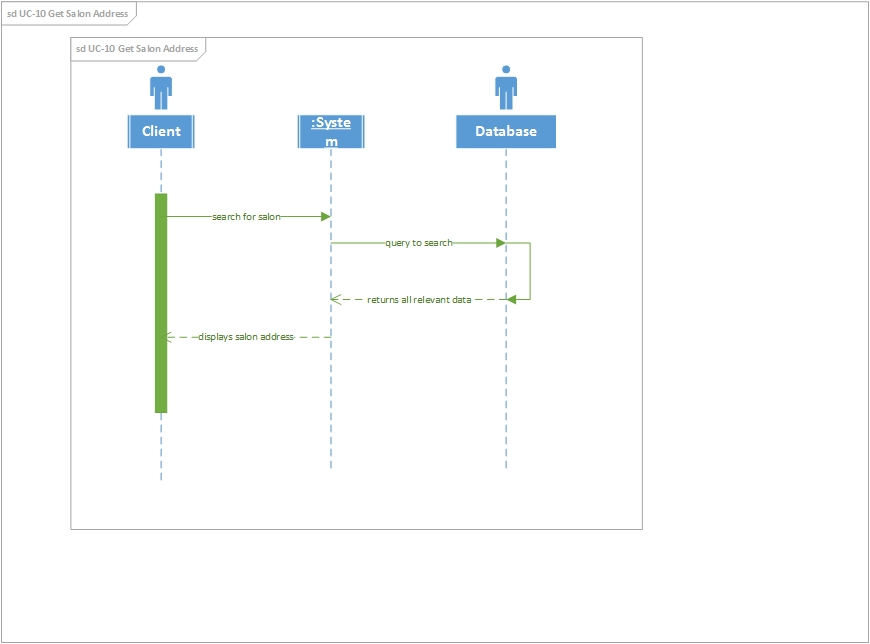 sd UC-10 Get Salon Address
sd UC-10 Get Salon Address
Client
:Syste
m
Database
search for salon
query to search
returns all relevant data
displays salon address